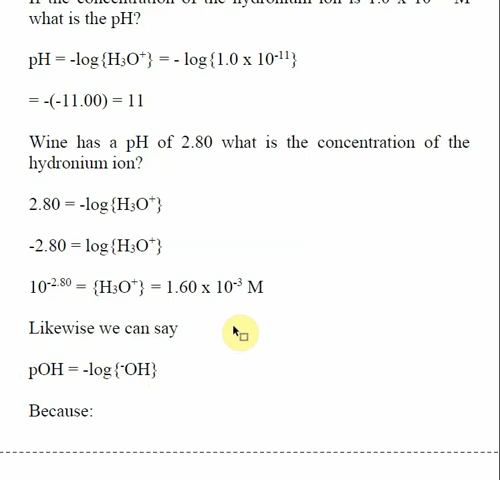 what is the pH?
pH = -log{H₃O⁺} = - log{1.0 x 10⁻¹¹}
= -(-11.00) = 11
Wine has a pH of 2.80 what is the concentration of the
hydronium ion?
2.80 = -log{H₃O⁺}
-2.80 = log{H₃O⁺}
10⁻²·⁸⁰ = {H₃O⁺} = 1.60 x 10⁻³ M
Likewise we can say
pOH = -log{⁻OH}
Because: